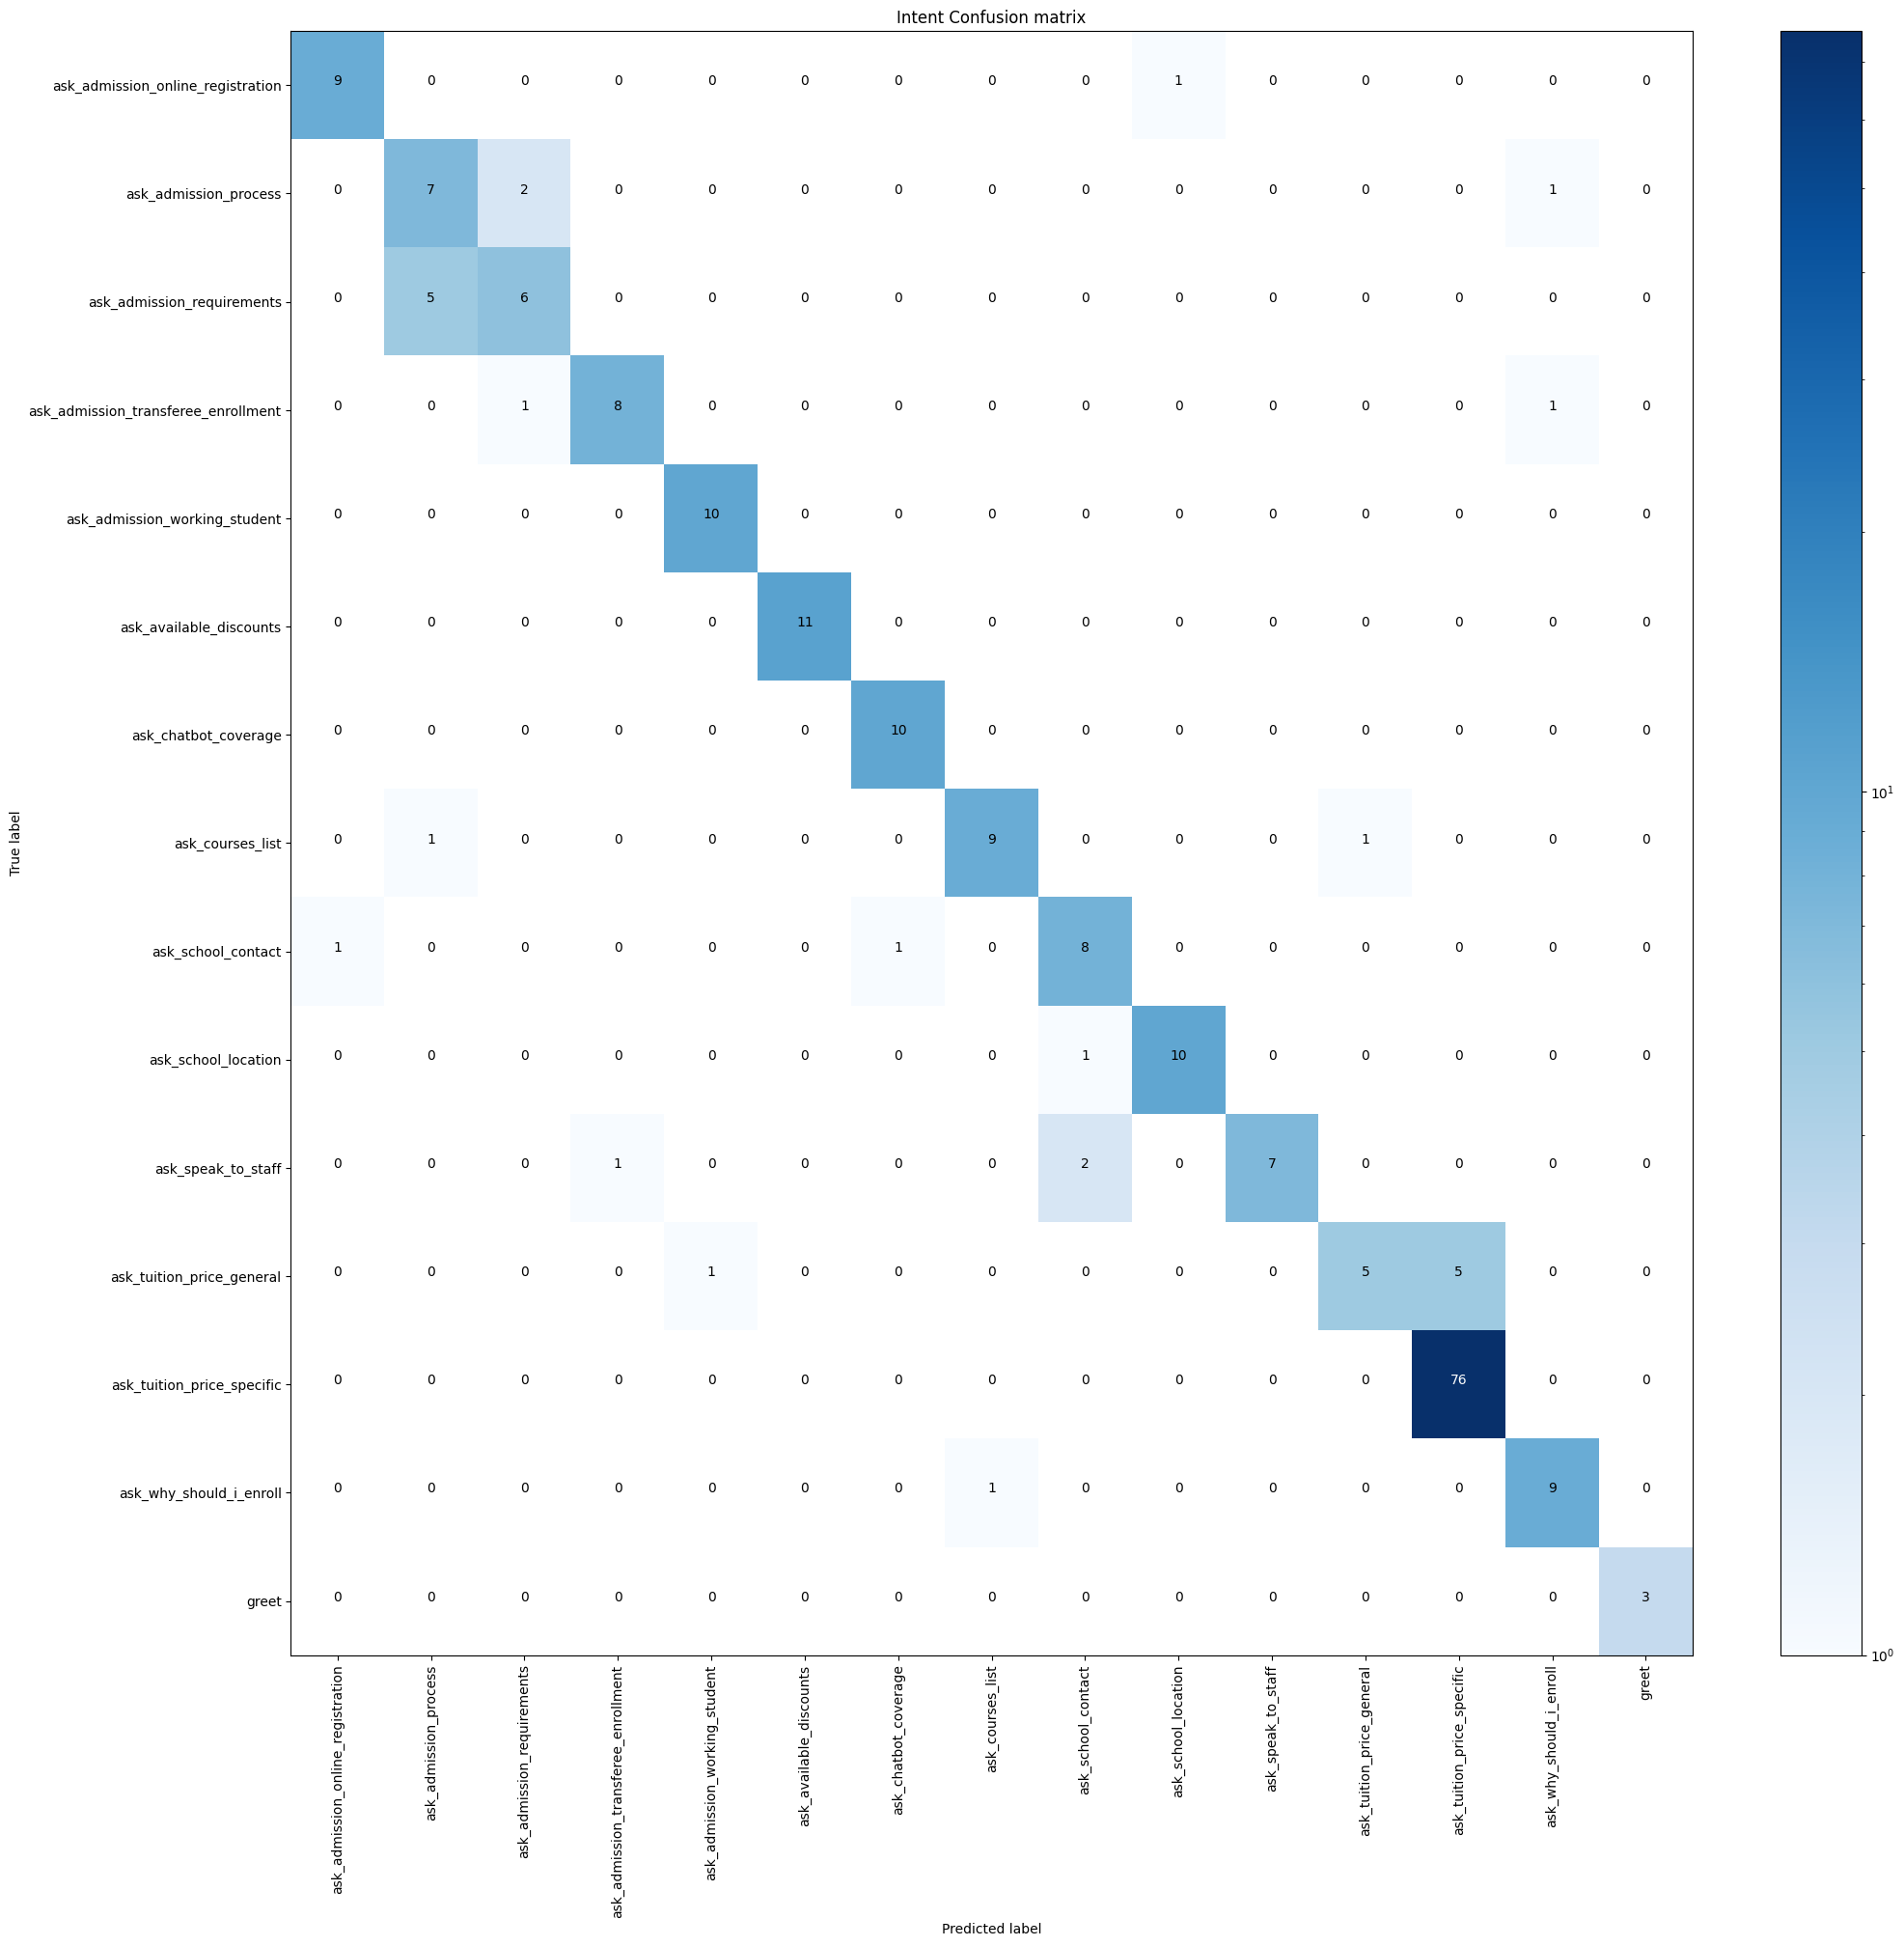 Intent Confusion matrix
True label
ask_admission_online_registration 9 0 0 0 0 0 0 0 0 1 0 0 0 0 0
ask_admission_process 0 7 2 0 0 0 0 0 0 0 0 0 0 1 0
ask_admission_requirements 0 5 6 0 0 0 0 0 0 0 0 0 0 0 0
ask_admission_transferee_enrollment 0 0 1 8 0 0 0 0 0 0 0 0 0 1 0
ask_admission_working_student 0 0 0 0 10 0 0 0 0 0 0 0 0 0 0
ask_available_discounts 0 0 0 0 0 11 0 0 0 0 0 0 0 0 0
ask_chatbot_coverage 0 0 0 0 0 0 10 0 0 0 0 0 0 0 0
ask_courses_list 0 1 0 0 0 0 0 9 0 0 0 1 0 0 0
ask_school_contact 1 0 0 0 0 0 1 0 8 0 0 0 0 0 0
ask_school_location 0 0 0 0 0 0 0 0 1 10 0 0 0 0 0
ask_speak_to_staff 0 0 0 1 0 0 0 0 2 0 7 0 0 0 0
ask_tuition_price_general 0 0 0 0 1 0 0 0 0 0 0 5 5 0 0
ask_tuition_price_specific 0 0 0 0 0 0 0 0 0 0 0 0 76 0 0
ask_why_should_i_enroll 0 0 0 0 0 0 0 1 0 0 0 0 0 9 0
greet 0 0 0 0 0 0 0 0 0 0 0 0 0 0 3
ask_admission_online_registration
ask_admission_process
ask_admission_requirements
ask_admission_transferee_enrollment
ask_admission_working_student
ask_available_discounts
ask_chatbot_coverage
ask_courses_list
ask_school_contact
ask_school_location
ask_speak_to_staff
ask_tuition_price_general
ask_tuition_price_specific
ask_why_should_i_enroll
greet
Predicted label
10¹
10⁰